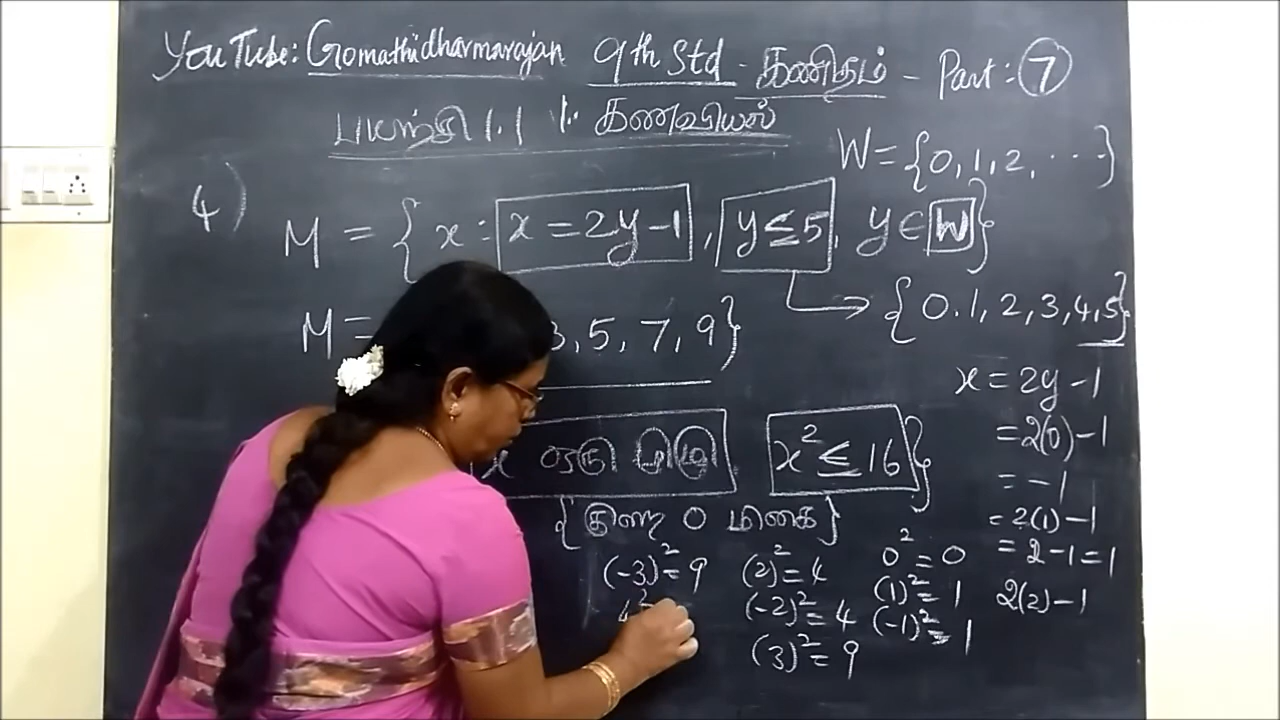 YouTube: Gomathidharmarajan 9th Std - கணிதம் - Part: 7
பயிற்சி 1.1 1. கணவியல்
W = {0, 1, 2, ...}
4) M = { x : x = 2y-1, y ≤ 5, y ∈ W}
{0.1, 2, 3, 4, 5}
M = 3, 5, 7, 9}
x = 2y -1
= 2(0) -1
= -1
= 2(1) -1
= 2 -1 = 1
2(2) -1
x ஒரு முழு x² ≤ 16}
{குறை 0 மிகை}
(-3)² = 9 (2)² = 4 0² = 0
4² = (-2)² = 4 (1)² = 1
(3)² = 9 (-1)² = 1